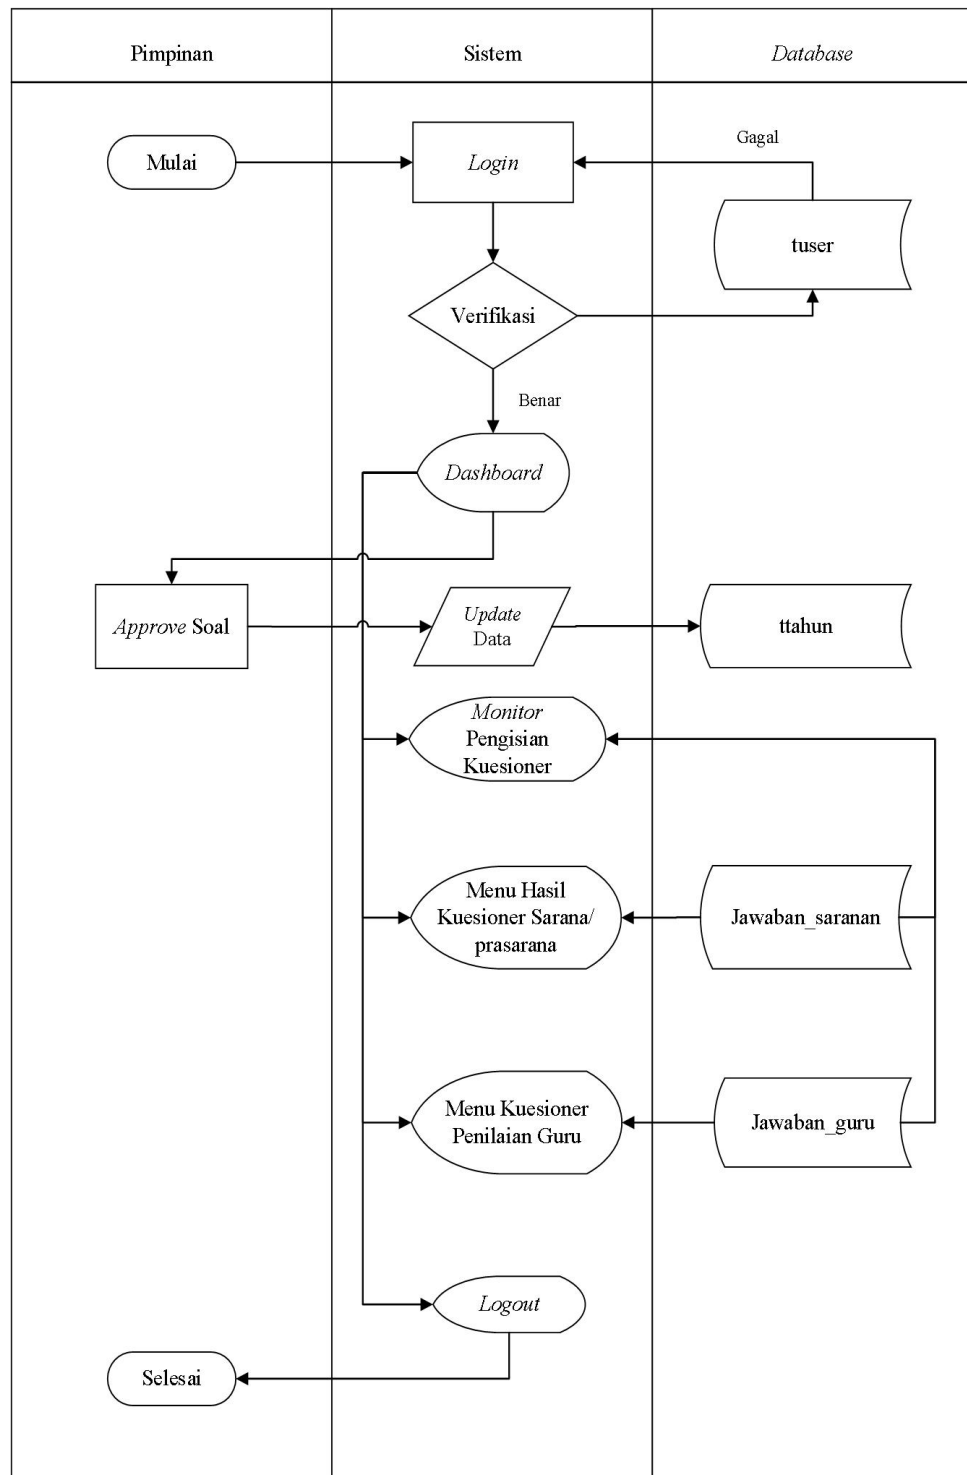 Pimpinan
Sistem
Database
Mulai
Login
Gagal
tuser
Verifikasi
Benar
Dashboard
Approve Soal
Update
Data
ttahun
Monitor
Pengisian
Kuesioner
Menu Hasil
Kuesioner Sarana/
prasarana
Jawaban_saranan
Menu Kuesioner
Penilaian Guru
Jawaban_guru
Logout
Selesai